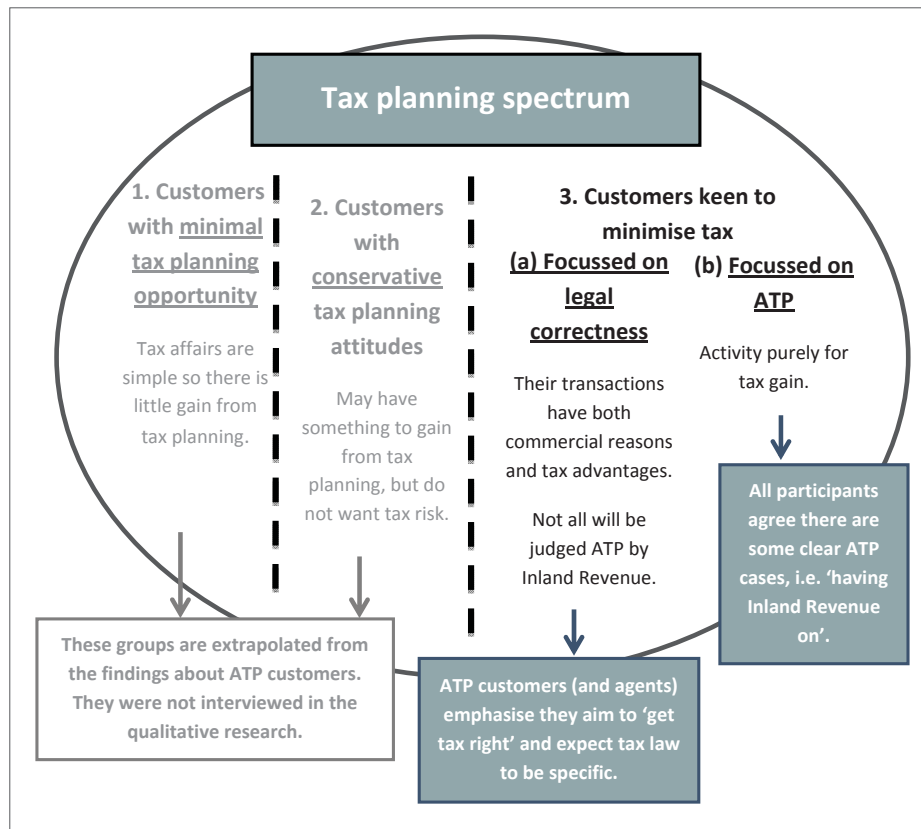 Tax planning spectrum
1. Customers
with minimal
tax planning
opportunity
Tax affairs are
simple so there is
little gain from
tax planning.
2. Customers
with
conservative
tax planning
attitudes
May have
something to gain
from tax
planning, but do
not want tax risk.
3. Customers keen to
minimise tax
(a) Focussed on
legal
correctness
Their transactions
have both
commercial reasons
and tax advantages.
Not all will be
judged ATP by
Inland Revenue.
(b) Focussed on
ATP
Activity purely for
tax gain.
All participants
agree there are
some clear ATP
cases, i.e. ‘having
Inland Revenue
on’.
These groups are extrapolated from
the findings about ATP customers.
They were not interviewed in the
qualitative research.
ATP customers (and agents)
emphasise they aim to ‘get
tax right’ and expect tax law
to be specific.